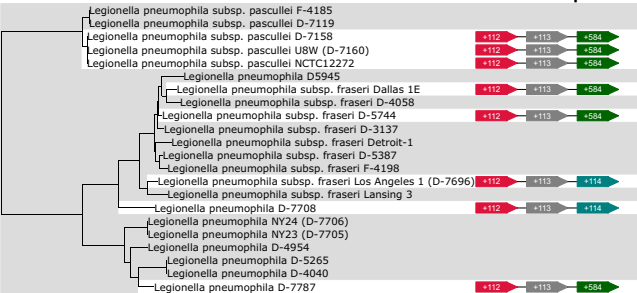 Legionella pneumophila subsp. pascullei F-4185
Legionella pneumophila subsp. pascullei D-7119
Legionella pneumophila subsp. pascullei D-7158 +112 +113 +584
Legionella pneumophila subsp. pascullei U8W (D-7160) +112 +113 +584
Legionella pneumophila subsp. pascullei NCTC12272 +112 +113 +584
Legionella pneumophila D5945
Legionella pneumophila subsp. fraseri Dallas 1E +112 +113 +584
Legionella pneumophila subsp. fraseri D-4058
Legionella pneumophila subsp. fraseri D-5744 +112 +113 +584
Legionella pneumophila subsp. fraseri D-3137
Legionella pneumophila subsp. fraseri Detroit-1
Legionella pneumophila subsp. fraseri D-5387
Legionella pneumophila subsp. fraseri F-4198
Legionella pneumophila subsp. fraseri Los Angeles 1 (D-7696) +112 +113 +114
Legionella pneumophila subsp. fraseri Lansing 3
Legionella pneumophila D-7708 +112 +113 +114
Legionella pneumophila NY24 (D-7706)
Legionella pneumophila NY23 (D-7705)
Legionella pneumophila D-4954
Legionella pneumophila D-5265
Legionella pneumophila D-4040
Legionella pneumophila D-7787 +112 +113 +584